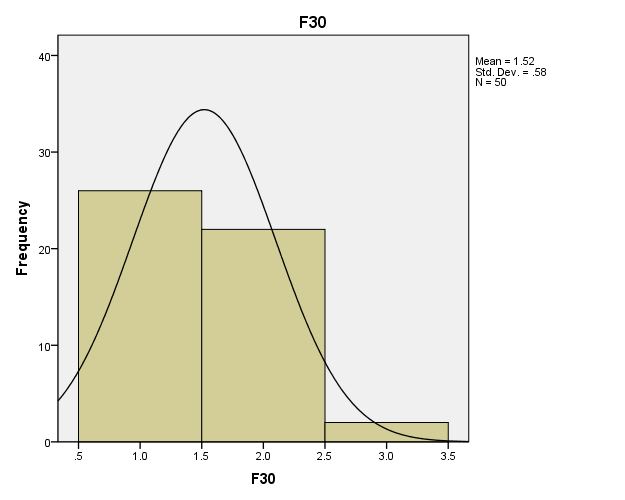 F30
Mean = 1.52
Std. Dev. = .58
N = 50
Frequency
40
30
20
10
0
.5 1.0 1.5 2.0 2.5 3.0 3.5
F30